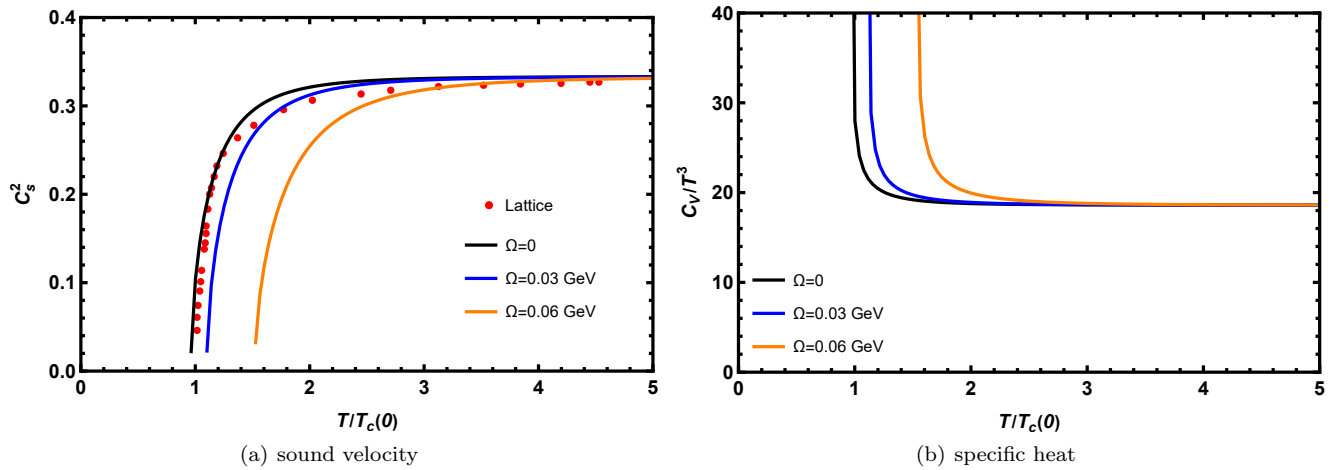 0.4
0.3
0.2
0.1
0.0
C_s^2
Lattice
Ω=0
Ω=0.03 GeV
Ω=0.06 GeV
0 1 2 3 4 5
T/T_c(0)
(a) sound velocity
40
30
20
10
0
C_V/T^3
Ω=0
Ω=0.03 GeV
Ω=0.06 GeV
0 1 2 3 4 5
T/T_c(0)
(b) specific heat